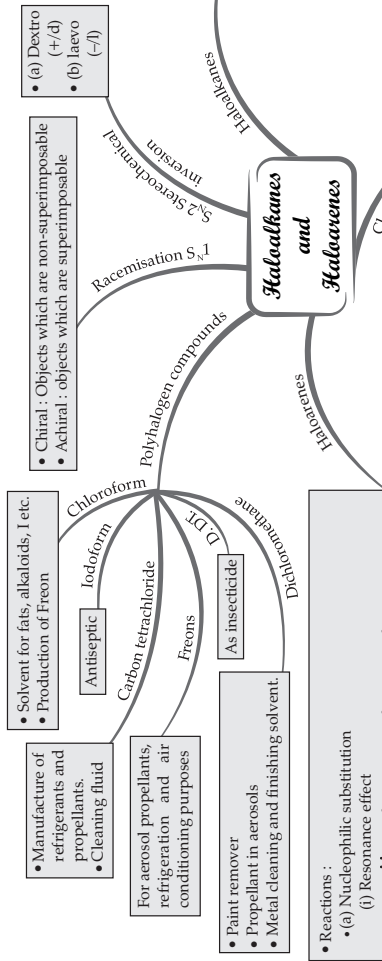 • (a) Dextro
(+/d)
• (b) laevo
(–/l)
• Chiral : Objects which are non-superimposable
• Achiral : objects which are superimposable
Haloalkanes
S_N2 Stereochemical
inversion
Racemisation S_N1
Haloalkanes
and
Haloarenes
Polyhalogen compounds
Haloarenes
Chloroform
• Solvent for fats, alkaloids, I etc.
• Production of Freon
Iodoform
Antiseptic
Carbon tetrachloride
• Manufacture of
refrigerants and
propellants.
• Cleaning fluid
Freons
For aerosol propellants,
refrigeration and air
conditioning purposes
D.DT.
As insecticide
Dichloromethane
• Paint remover
• Propellant in aerosols
• Metal cleaning and finishing solvent.
• Reactions :
•(a) Nucleophilic substitution
(i) Resonance effect